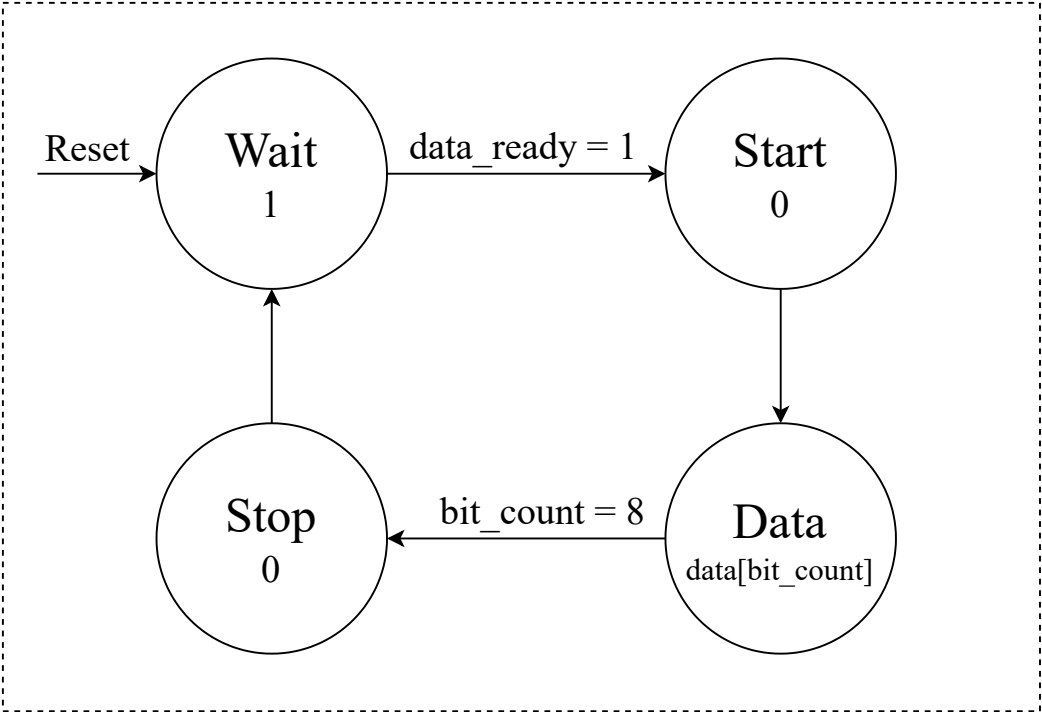 Reset
Wait
1
data_ready = 1
Start
0
Stop
0
bit_count = 8
Data
data[bit_count]